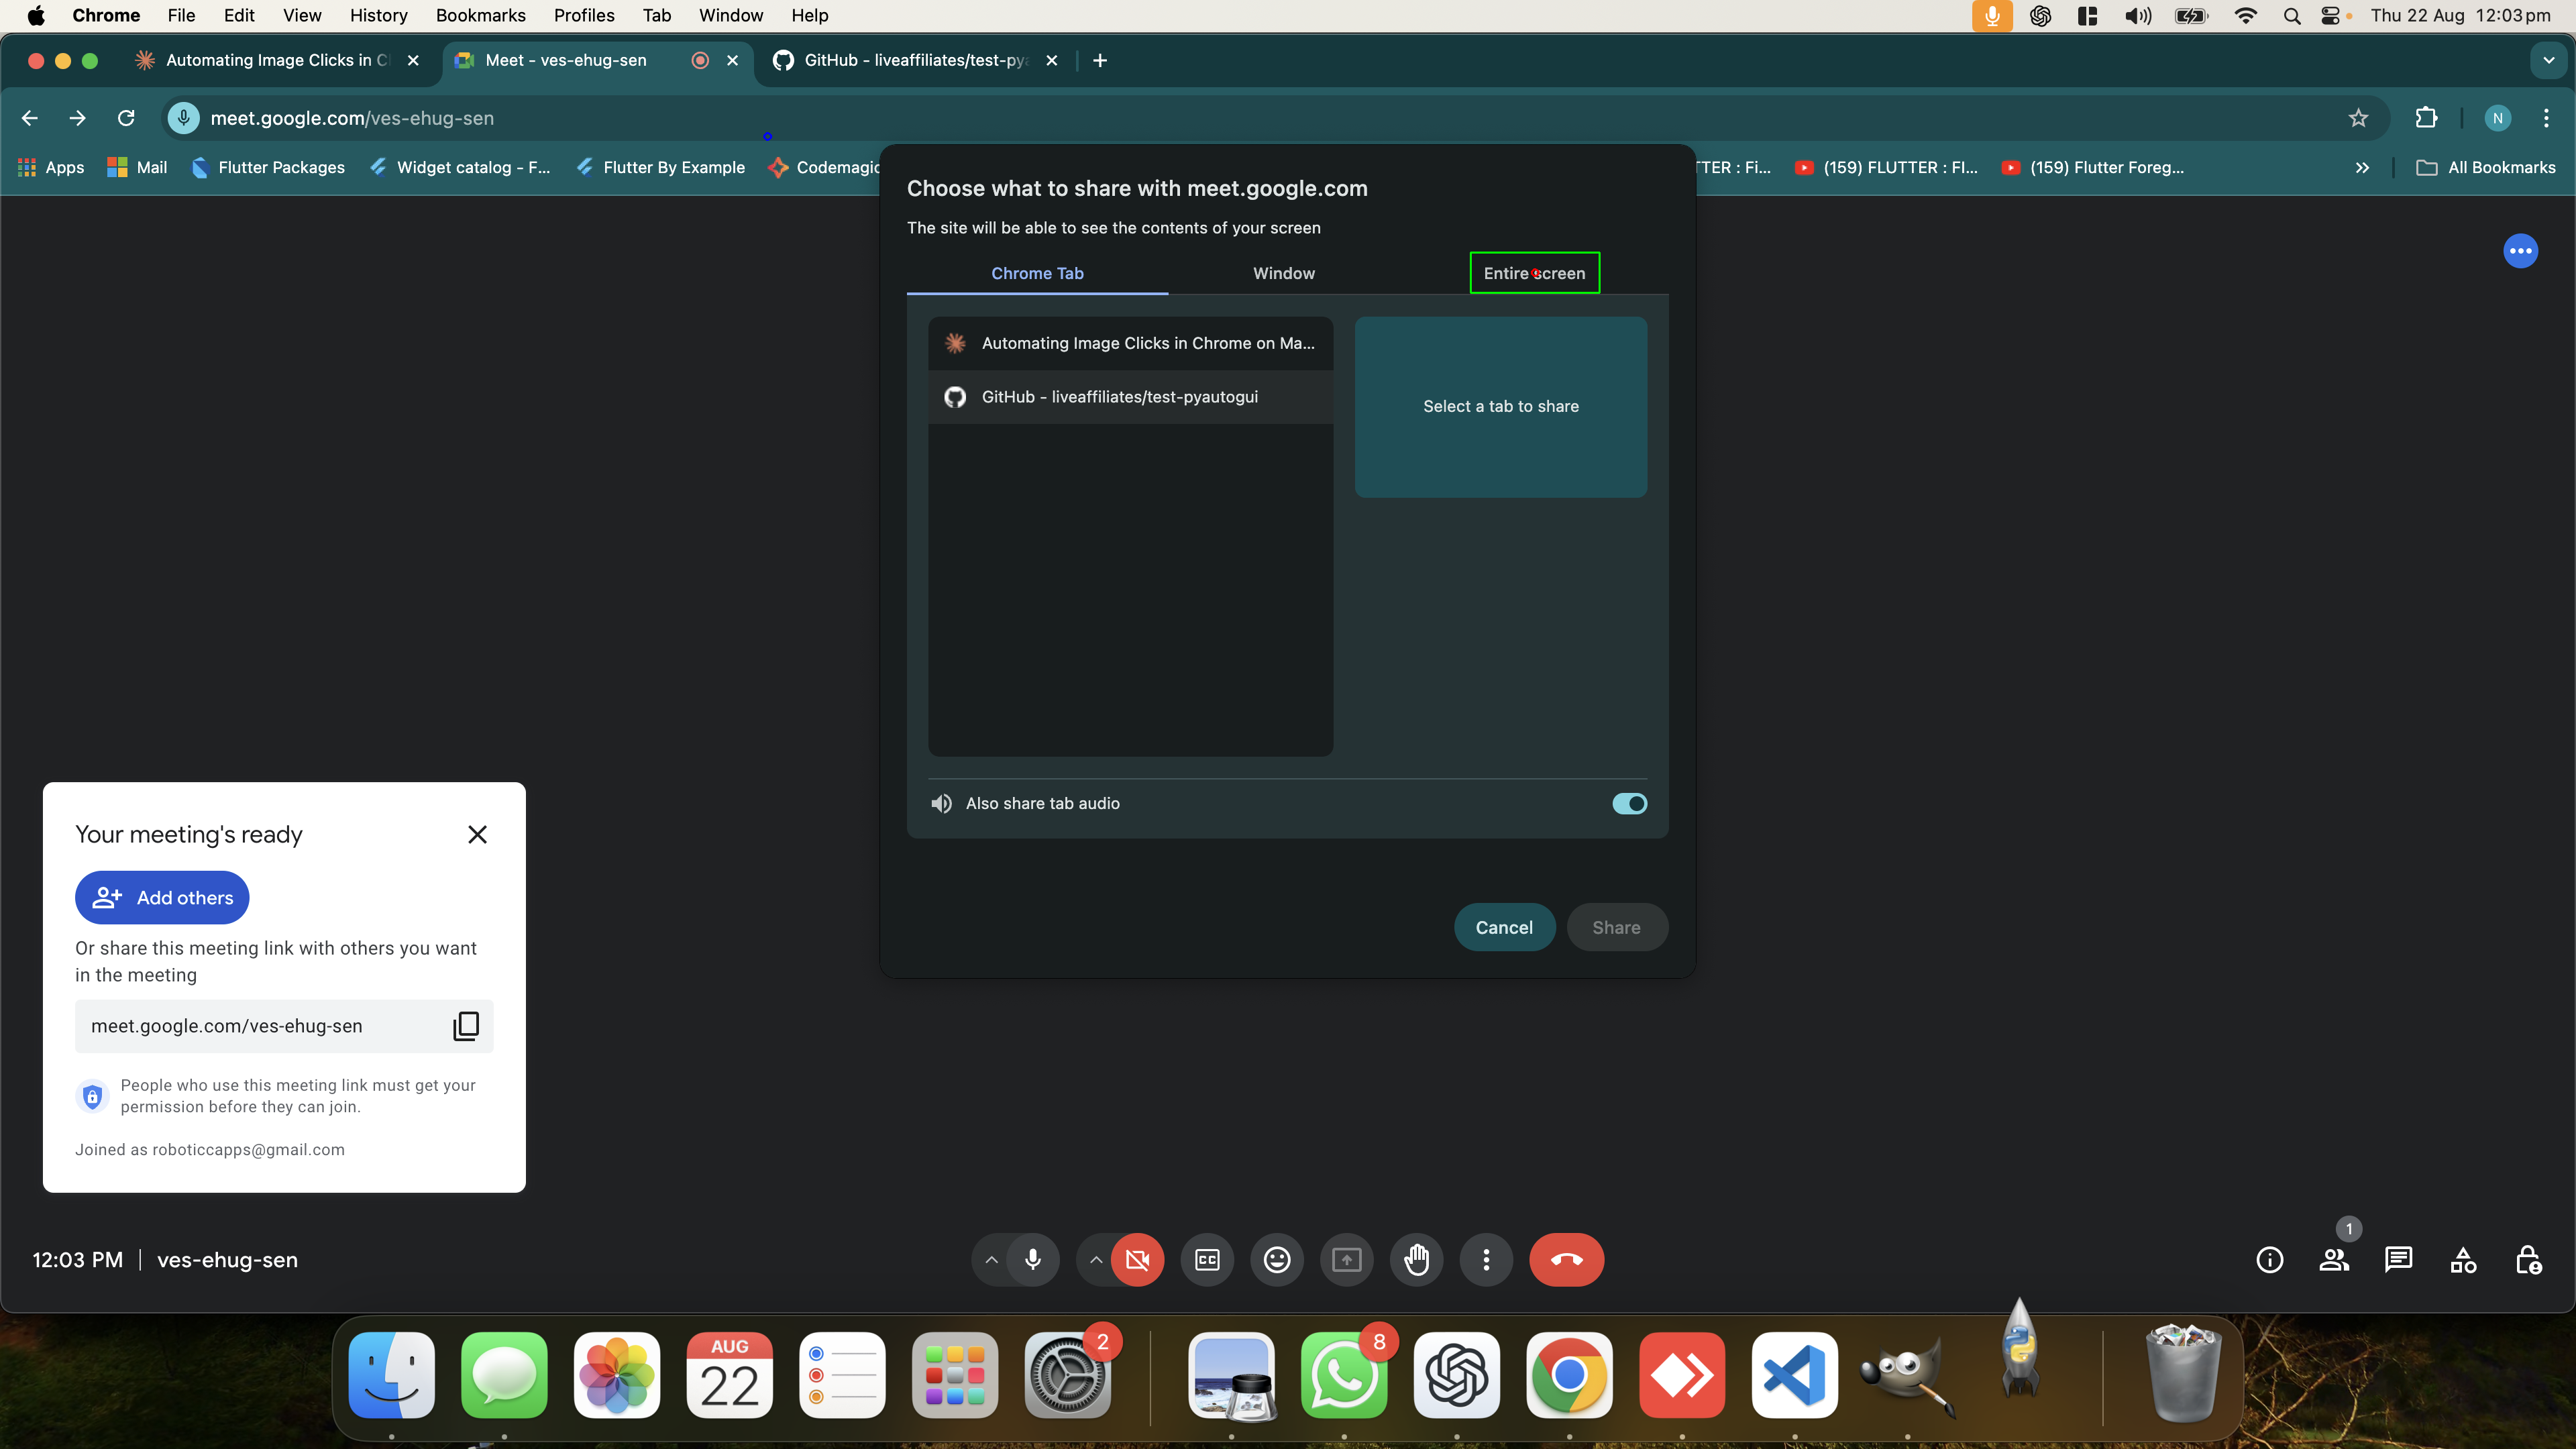 Chrome File Edit View History Bookmarks Profiles Tab Window Help Thu 22 Aug 12:03 pm
Automating Image Clicks in C Meet - ves-ehug-sen GitHub - liveaffiliates/test-pya
meet.google.com/ves-ehug-sen N
Apps Mail Flutter Packages Widget catalog - F... Flutter By Example Codemagic TER : Fi... (159) FLUTTER : Fl... (159) Flutter Foreg... All Bookmarks
Choose what to share with meet.google.com
The site will be able to see the contents of your screen
Chrome Tab Window Entire screen
Automating Image Clicks in Chrome on Ma...
GitHub - liveaffiliates/test-pyautogui
Select a tab to share
Also share tab audio
Cancel Share
Your meeting's ready
Add others
Or share this meeting link with others you want
in the meeting
meet.google.com/ves-ehug-sen
People who use this meeting link must get your
permission before they can join.
Joined as roboticcapps@gmail.com
12:03 PM ves-ehug-sen
CC
1
AUG
22
2
8